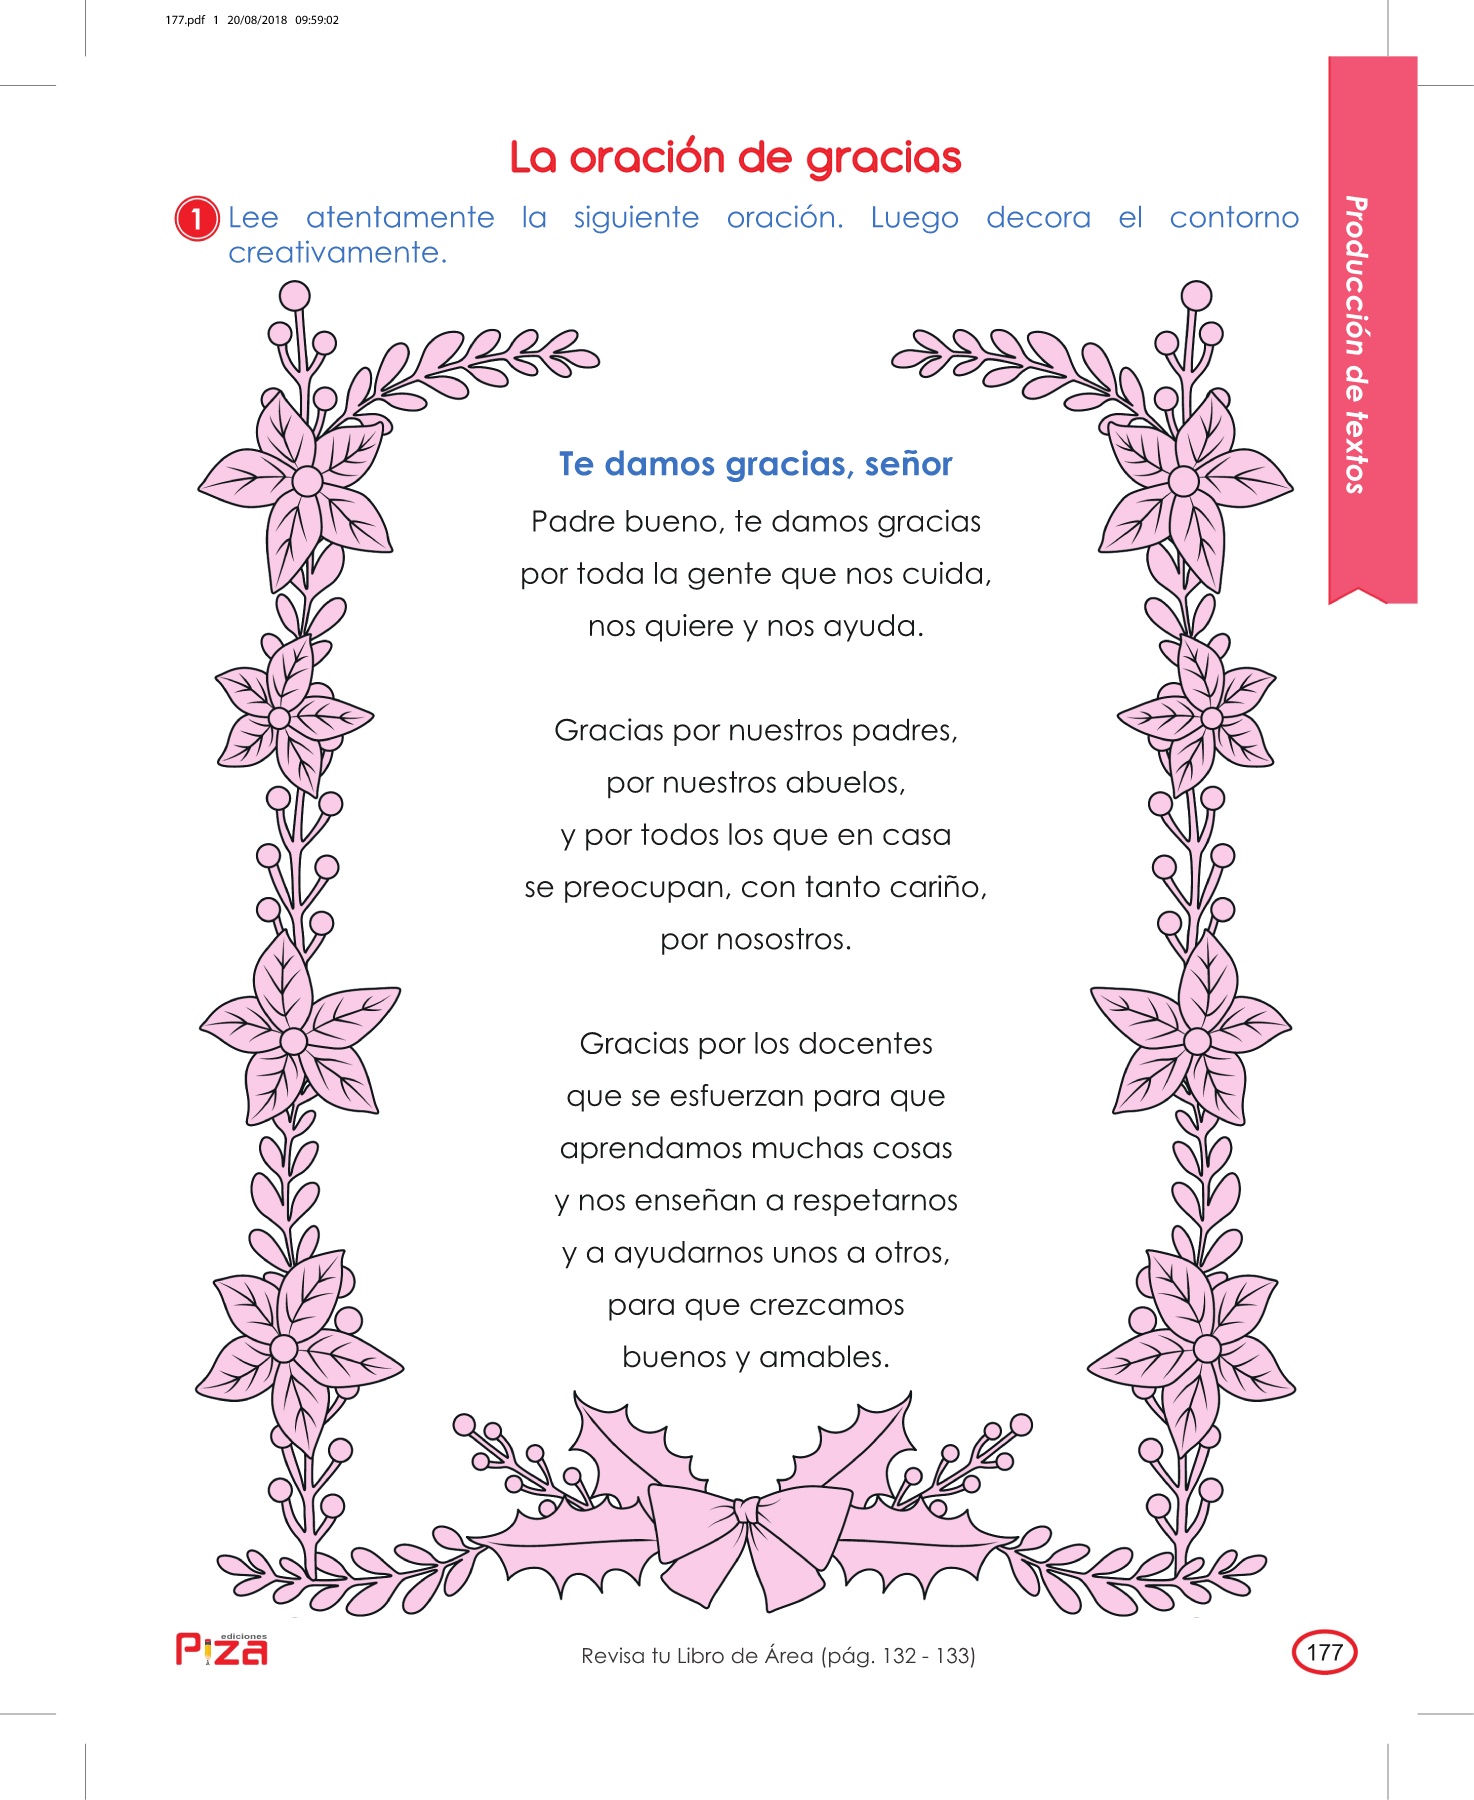 177.pdf 1 20/08/2018 09:59:02
La oración de gracias
1 Lee atentamente la siguiente oración. Luego decora el contorno
creativamente.
Producción de textos
Te damos gracias, señor
Padre bueno, te damos gracias
por toda la gente que nos cuida,
nos quiere y nos ayuda.
Gracias por nuestros padres,
por nuestros abuelos,
y por todos los que en casa
se preocupan, con tanto cariño,
por nosostros.
Gracias por los docentes
que se esfuerzan para que
aprendamos muchas cosas
y nos enseñan a respetarnos
y a ayudarnos unos a otros,
para que crezcamos
buenos y amables.
ediciones
Piza
Revisa tu Libro de Área (pág. 132 - 133)
177